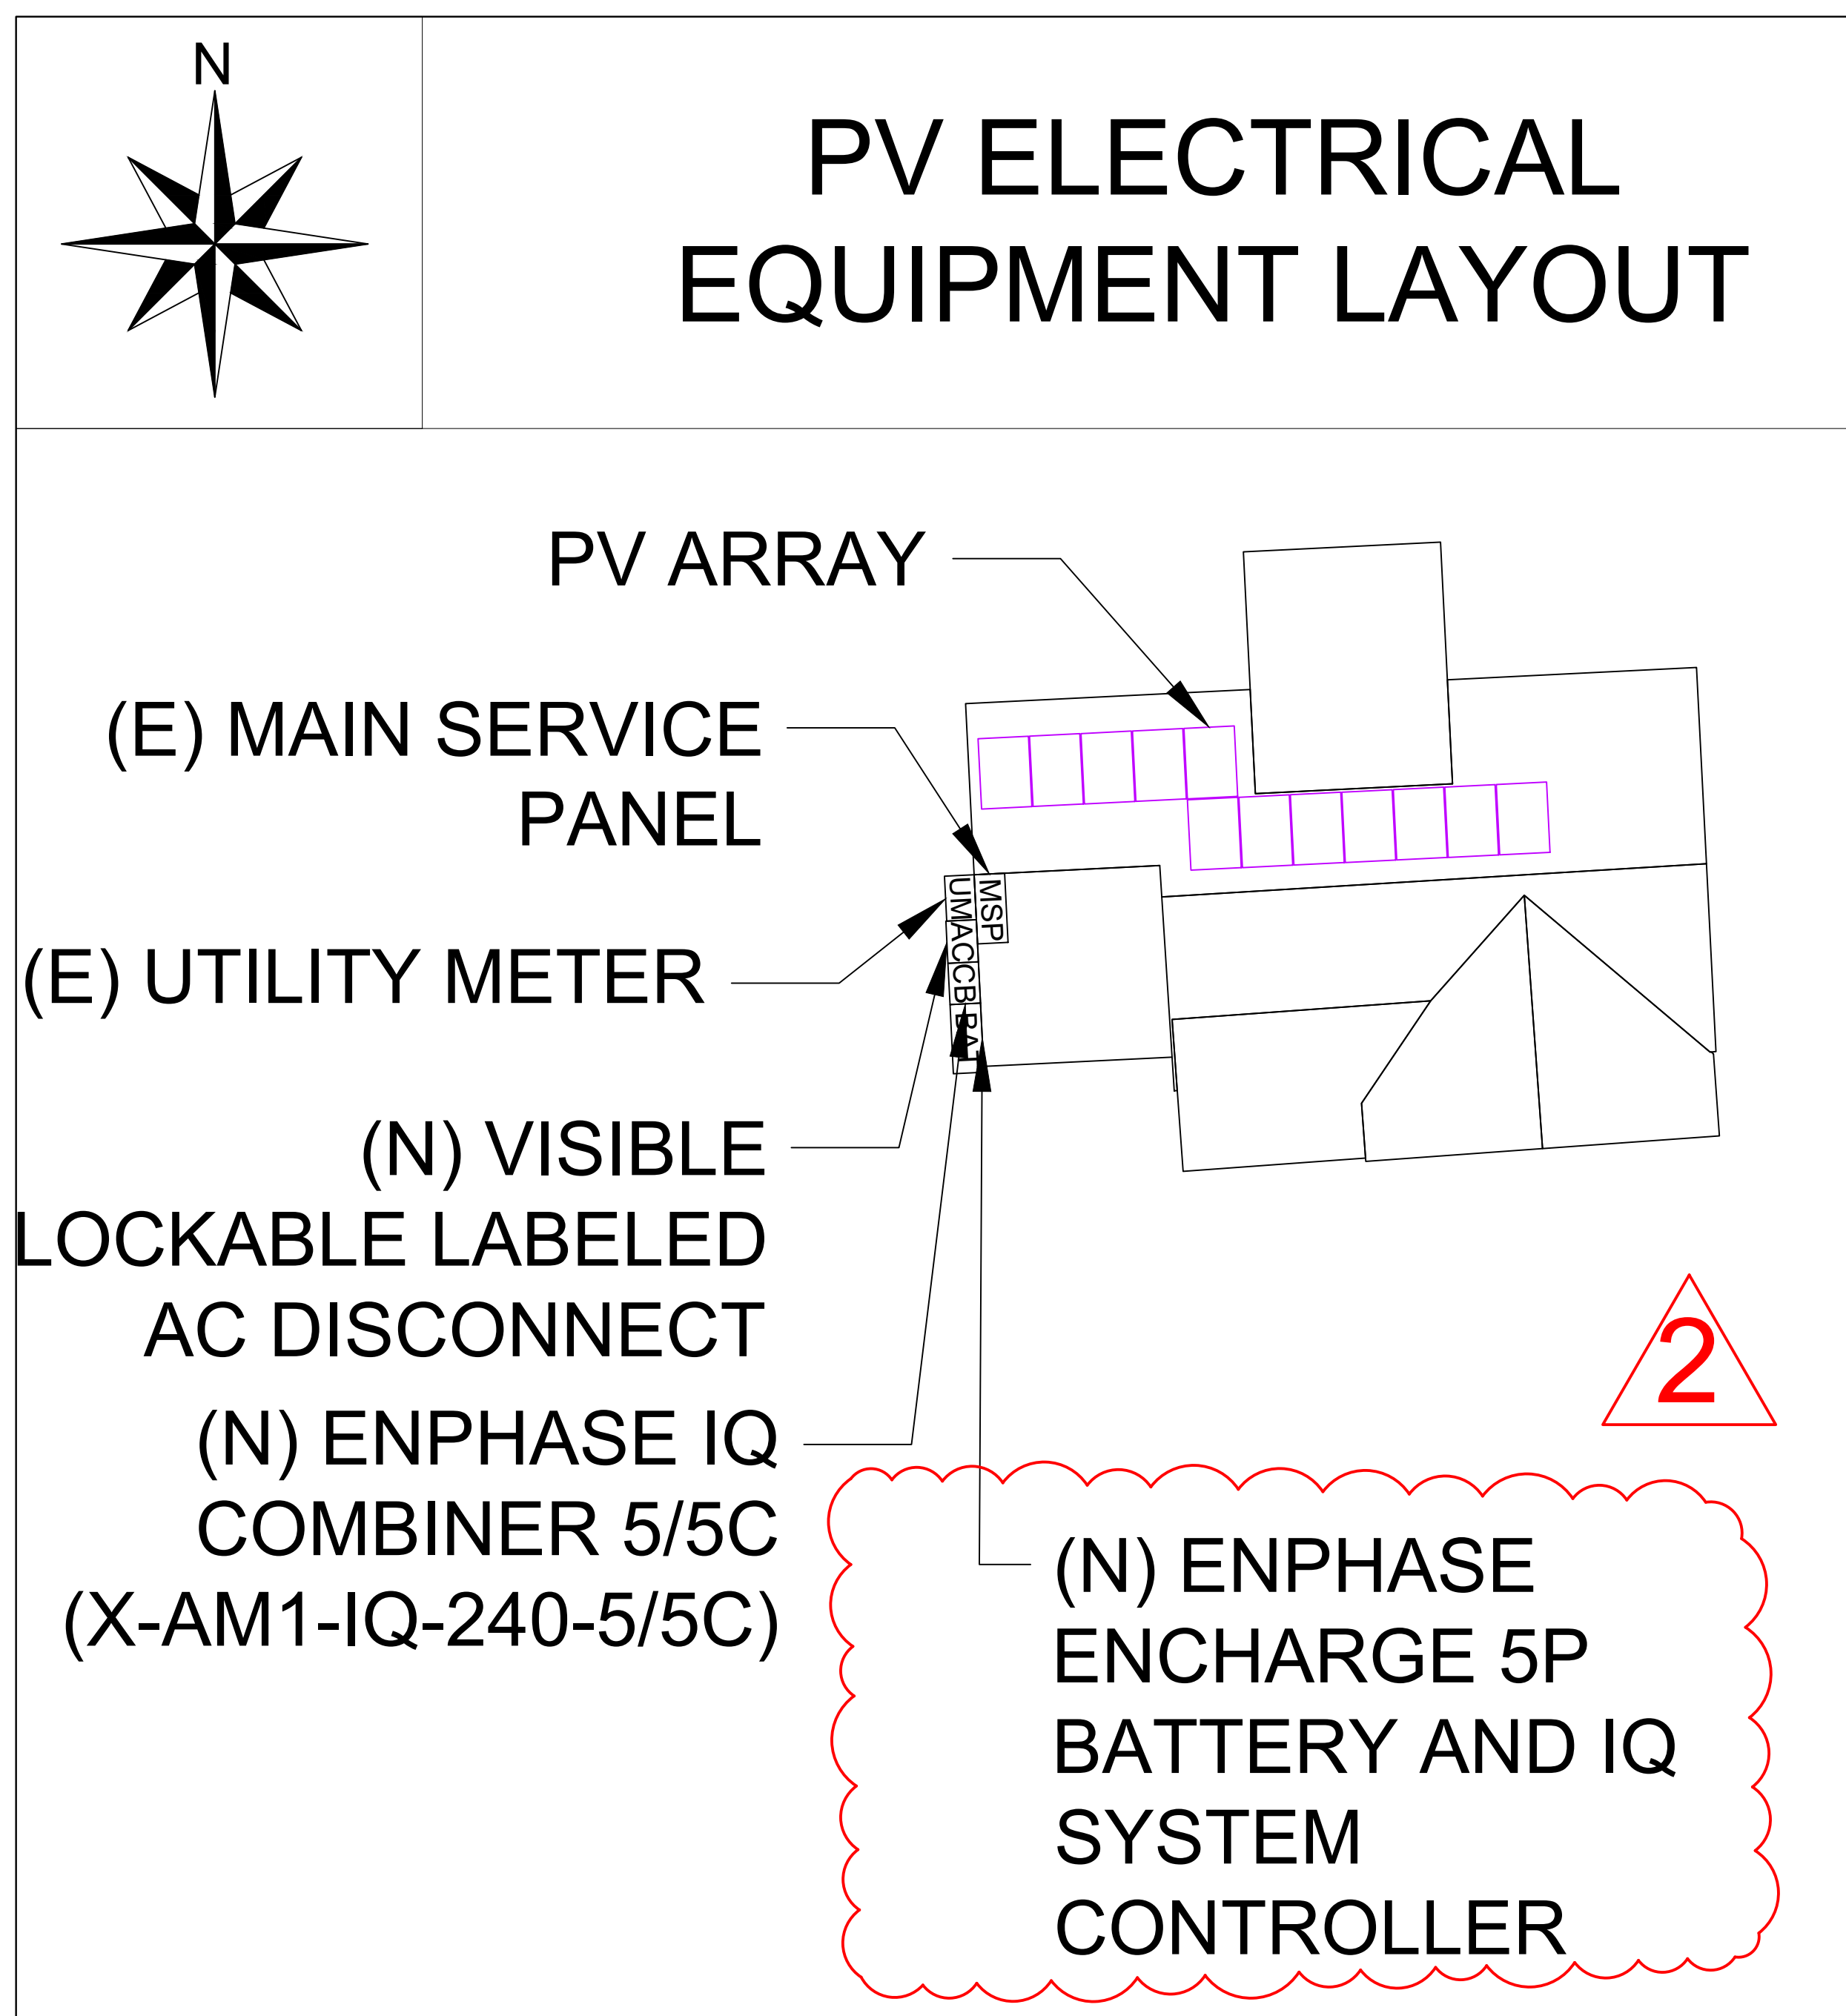 N
PV ELECTRICAL
EQUIPMENT LAYOUT
PV ARRAY
(E) MAIN SERVICE
PANEL
MSP
UM
AC
CB
BAT
(E) UTILITY METER
(N) VISIBLE
LOCKABLE LABELED
AC DISCONNECT
2
(N) ENPHASE IQ
COMBINER 5/5C
(X-AM1-IQ-240-5/5C)
(N) ENPHASE
ENCHARGE 5P
BATTERY AND IQ
SYSTEM
CONTROLLER